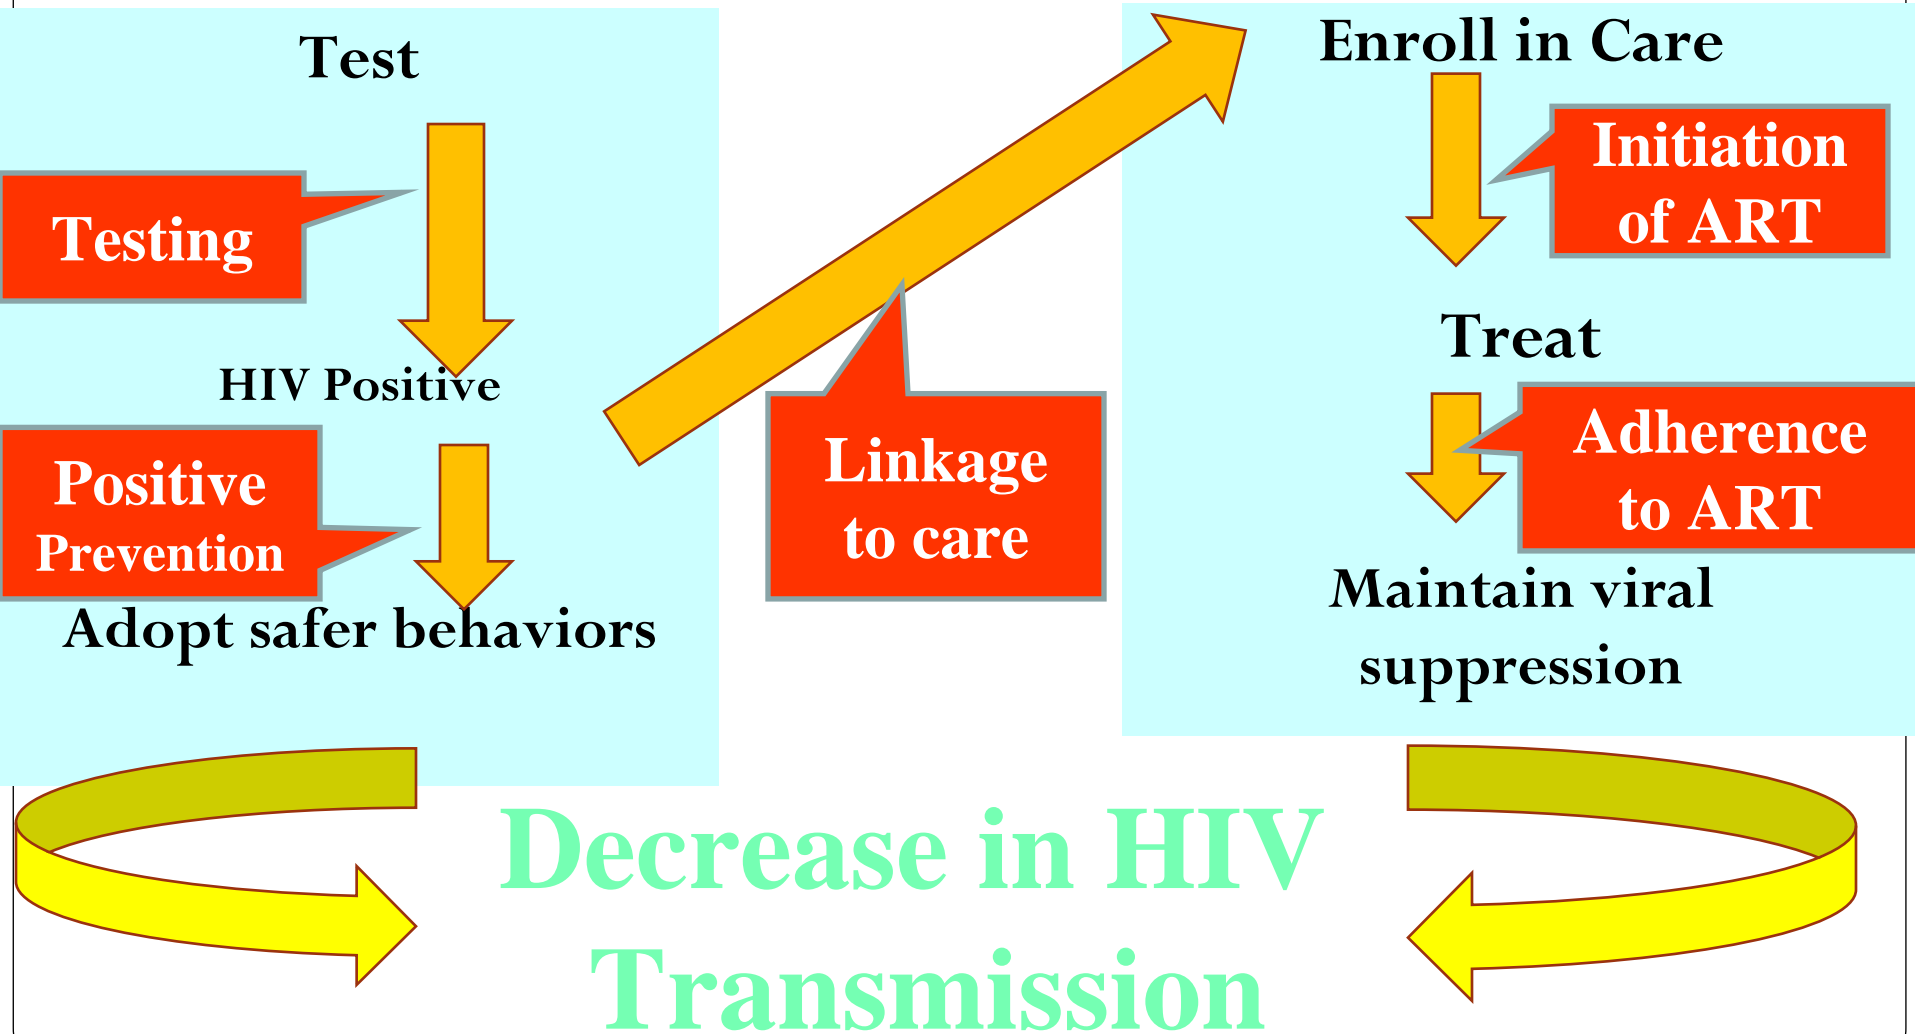 Test
Testing
HIV Positive
Positive
Prevention
Adopt safer behaviors
Linkage
to care
Enroll in Care
Initiation
of ART
Treat
Adherence
to ART
Maintain viral
suppression
Decrease in HIV
Transmission